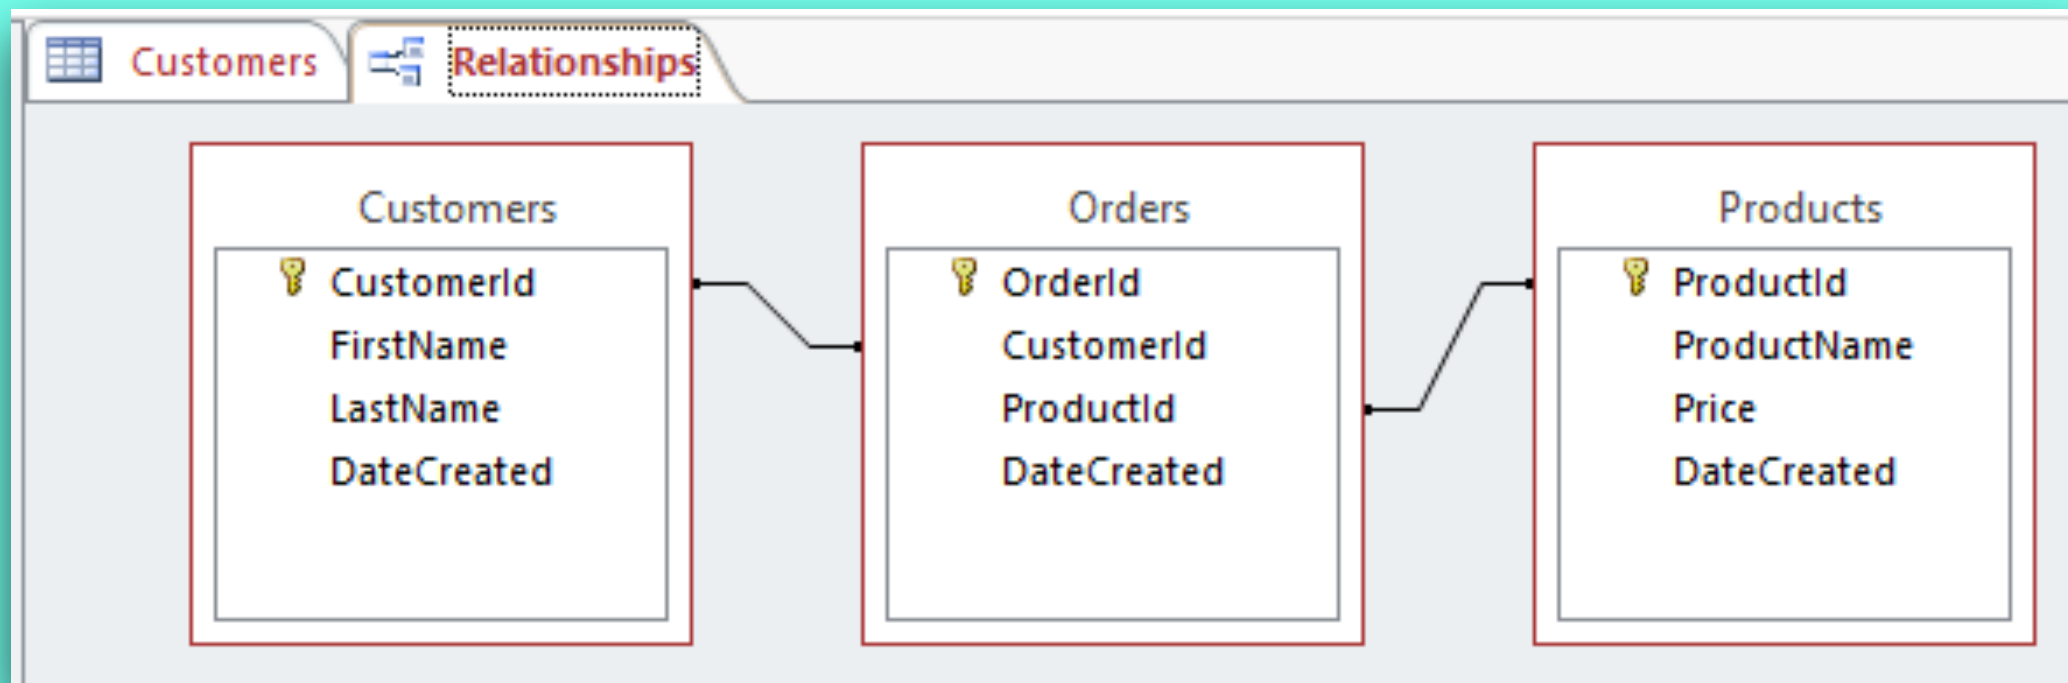 Customers
Relationships
Customers
CustomerId
FirstName
LastName
DateCreated
Orders
OrderId
CustomerId
ProductId
DateCreated
Products
ProductId
ProductName
Price
DateCreated